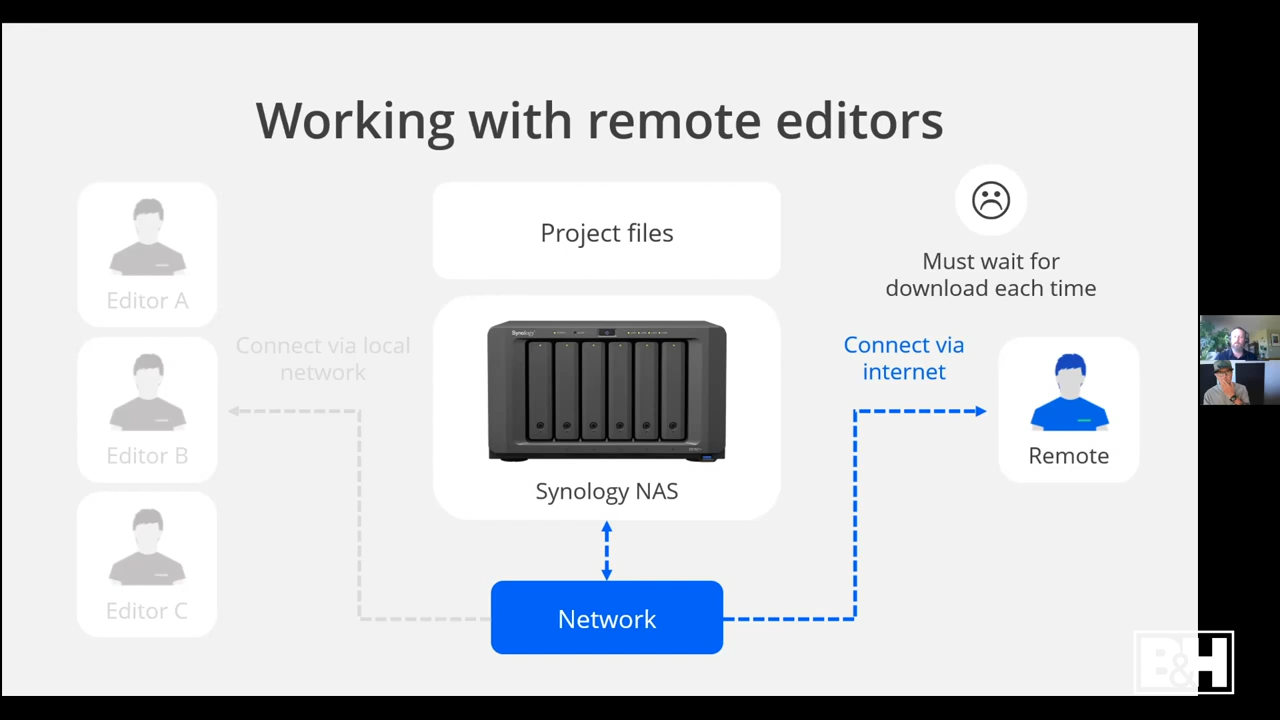 Working with remote editors
Editor A
Editor B
Editor C
Connect via local
network
Project files
Synology
Synology NAS
Network
Must wait for
download each time
Connect via
internet
Remote
B&H